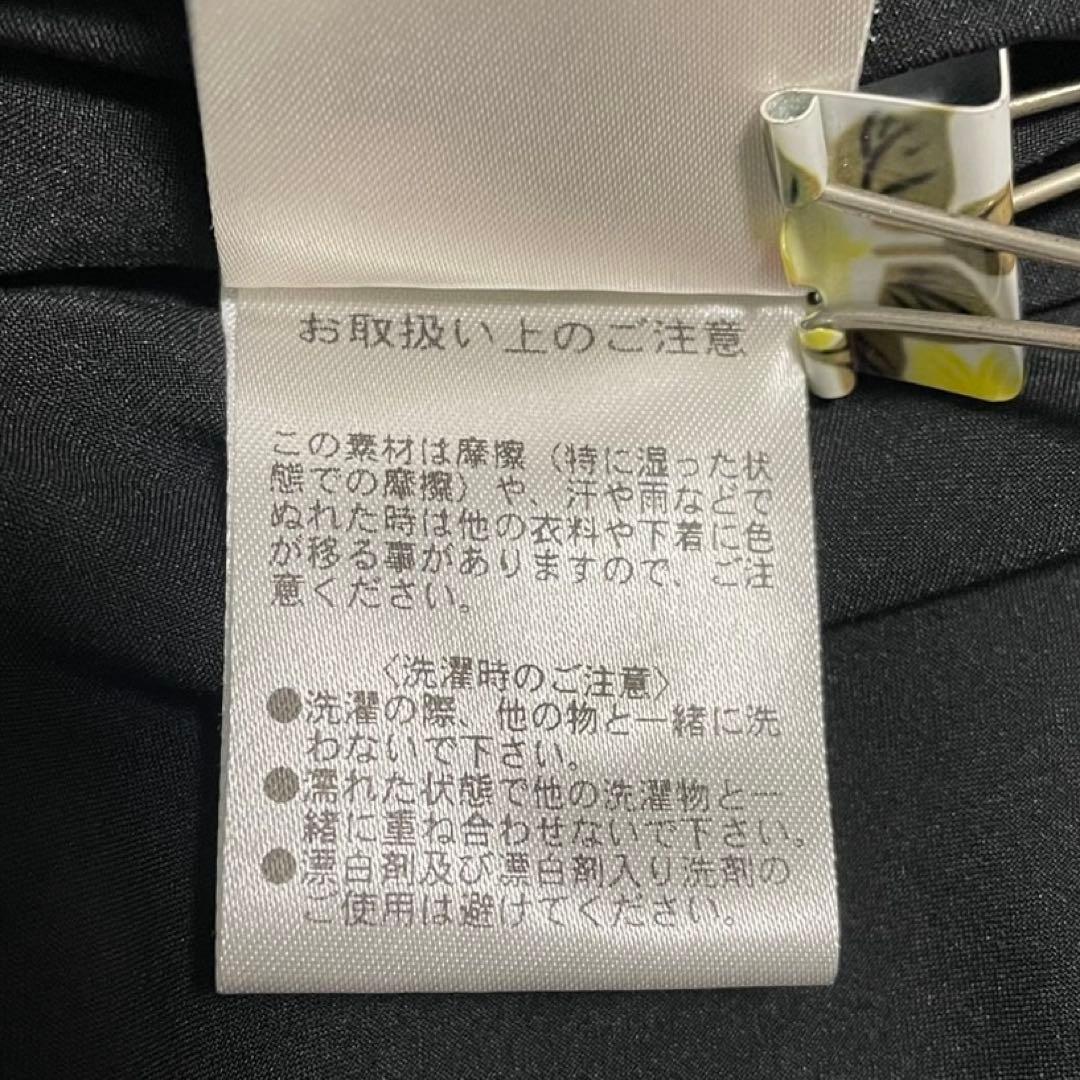 お取扱い上のご注意
この素材は摩擦（特に湿った状
態での摩擦）や、汗や雨などで
ぬれた時は他の衣料や下着に色
が移る事がありますので、ご注
意ください。
〈洗濯時のご注意〉
●洗濯の際、他の物と一緒に洗
わないで下さい。
●濡れた状態で他の洗濯物と一
緒に重ね合わせないで下さい。
●漂白剤及び漂白剤入り洗剤の
ご使用は避けてください。